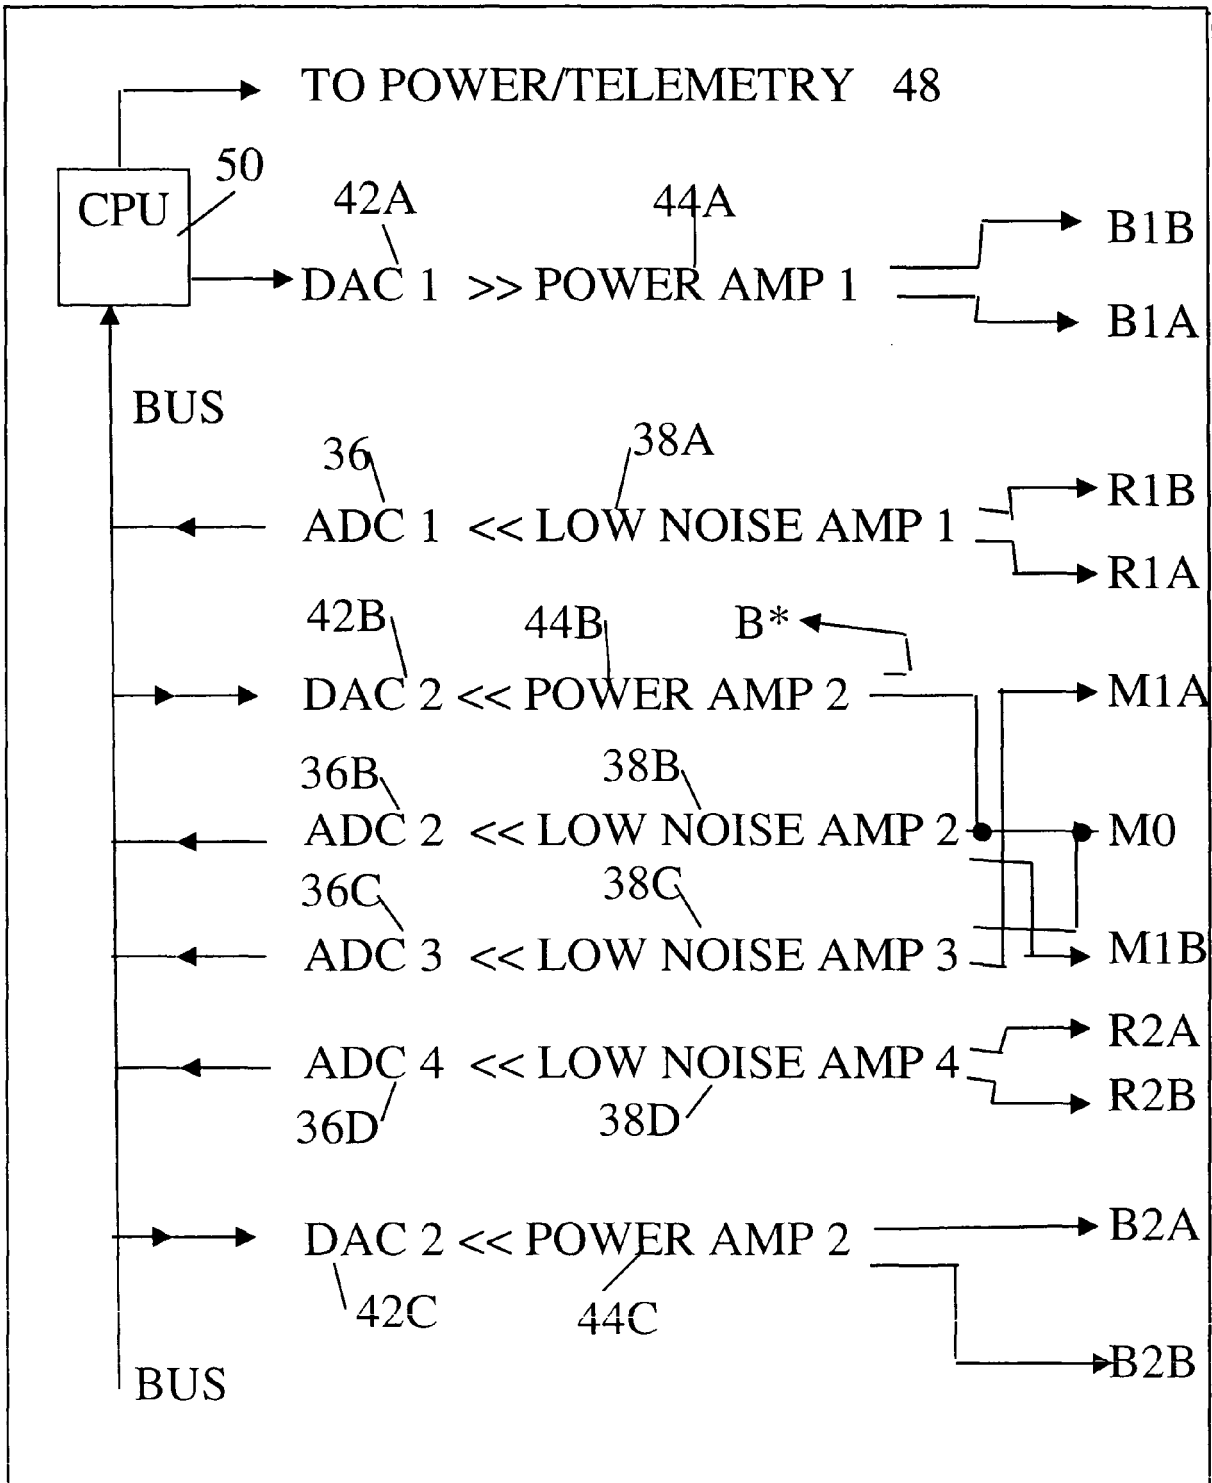 TO POWER/TELEMETRY 48
50
CPU
42A 44A
B1B
DAC 1 >> POWER AMP 1
B1A
BUS
36 38A
R1B
ADC 1 << LOW NOISE AMP 1
R1A
42B 44B B*
DAC 2 << POWER AMP 2 M1A
36B 38B
ADC 2 << LOW NOISE AMP 2 M0
36C 38C
ADC 3 << LOW NOISE AMP 3 M1B
R2A
ADC 4 << LOW NOISE AMP 4
R2B
36D 38D
B2A
DAC 2 << POWER AMP 2
42C 44C
B2B
BUS